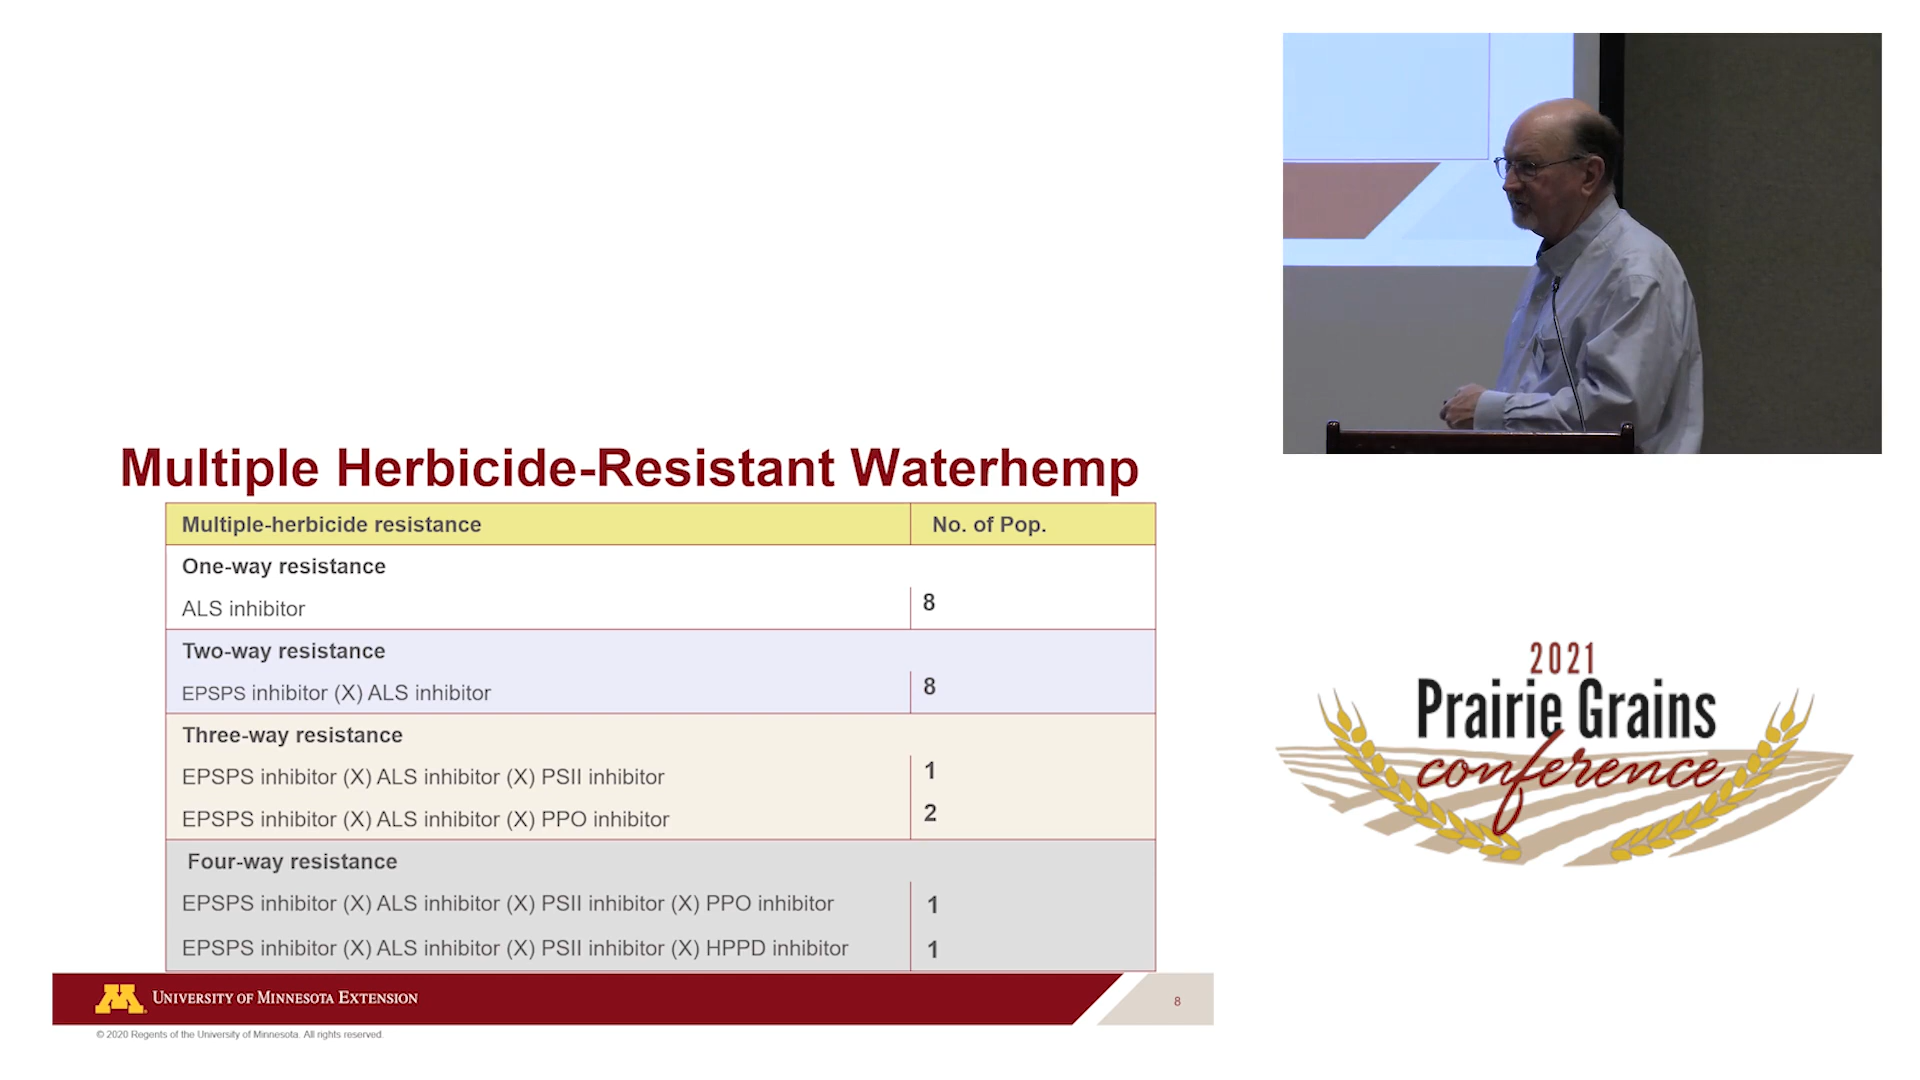 Multiple Herbicide-Resistant Waterhemp
Multiple-herbicide resistance No. of Pop.
One-way resistance
ALS inhibitor 8
Two-way resistance
EPSPS inhibitor (X) ALS inhibitor 8
Three-way resistance
EPSPS inhibitor (X) ALS inhibitor (X) PSII inhibitor 1
EPSPS inhibitor (X) ALS inhibitor (X) PPO inhibitor 2
Four-way resistance
EPSPS inhibitor (X) ALS inhibitor (X) PSII inhibitor (X) PPO inhibitor 1
EPSPS inhibitor (X) ALS inhibitor (X) PSII inhibitor (X) HPPD inhibitor 1
M
UNIVERSITY OF MINNESOTA EXTENSION
8
© 2020 Regents of the University of Minnesota. All rights reserved.
2021
Prairie Grains
conference